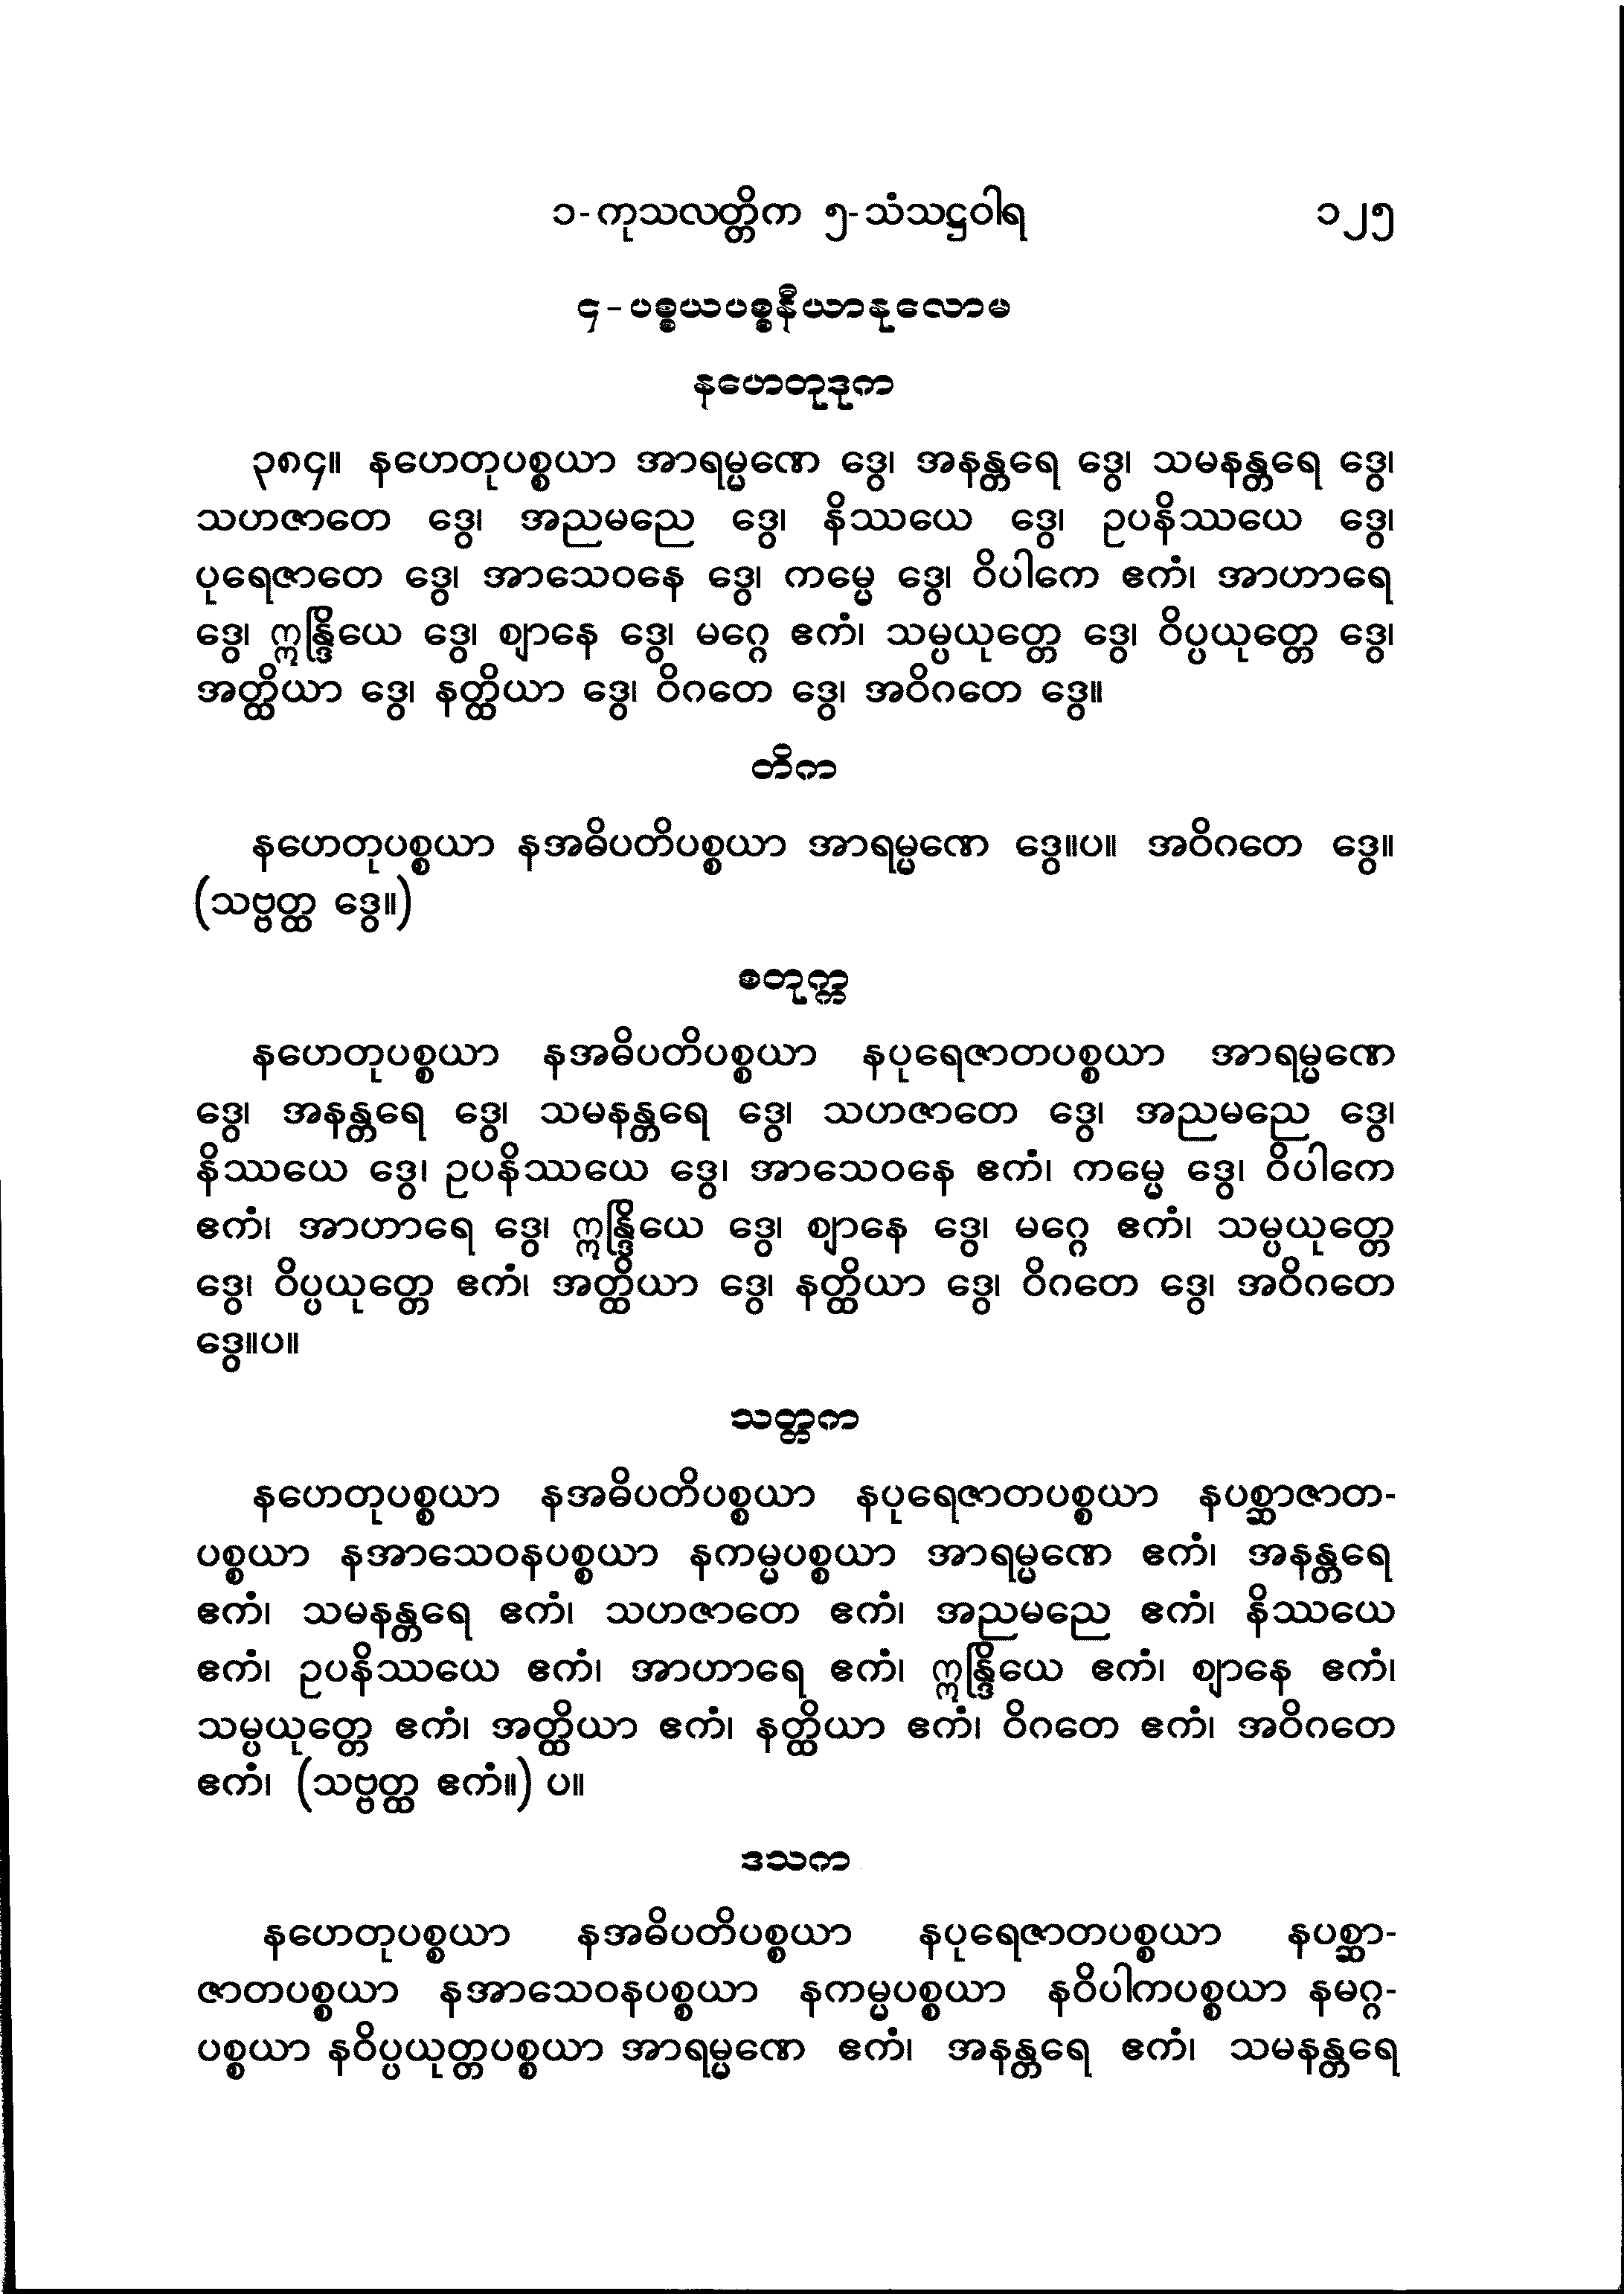 ၁-ကုသလတ္တိက ၅-သံသဋ္ဌဝါရ ၁၂၅
၄-ပစ္စယပစ္စနီယာနုလောမ
နဟေတုဒုက
၃၈၄။ နဟေတုပစ္စယာ အာရမ္မဏေ ဒွေ၊ အနန္တရေ ဒွေ၊ သမနန္တရေ ဒွေ၊
သဟဇာတေ ဒွေ၊ အညမညေ ဒွေ၊ နိဿယေ ဒွေ၊ ဥပနိဿယေ ဒွေ၊
ပုရေဇာတေ ဒွေ၊ အာသေဝနေ ဒွေ၊ ကမ္မေ ဒွေ၊ ဝိပါကေ ဧကံ၊ အာဟာရေ
ဒွေ၊ ဣန္ဒြိယေ ဒွေ၊ ဈာနေ ဒွေ၊ မဂ္ဂေ ဧကံ၊ သမ္ပယုတ္တေ ဒွေ၊ ဝိပ္ပယုတ္တေ ဒွေ၊
အတ္ထိယာ ဒွေ၊ နတ္ထိယာ ဒွေ၊ ဝိဂတေ ဒွေ၊ အဝိဂတေ ဒွေ။
တိက
နဟေတုပစ္စယာ နအဓိပတိပစ္စယာ အာရမ္မဏေ ဒွေ။ပ။ အဝိဂတေ ဒွေ။
(သဗ္ဗတ္ထ ဒွေ။)
စတုက္က
နဟေတုပစ္စယာ နအဓိပတိပစ္စယာ နပုရေဇာတပစ္စယာ အာရမ္မဏေ
ဒွေ၊ အနန္တရေ ဒွေ၊ သမနန္တရေ ဒွေ၊ သဟဇာတေ ဒွေ၊ အညမညေ ဒွေ၊
နိဿယေ ဒွေ၊ ဥပနိဿယေ ဒွေ၊ အာသေဝနေ ဧကံ၊ ကမ္မေ ဒွေ၊ ဝိပါကေ
ဧကံ၊ အာဟာရေ ဒွေ၊ ဣန္ဒြိယေ ဒွေ၊ ဈာနေ ဒွေ၊ မဂ္ဂေ ဧကံ၊ သမ္ပယုတ္တေ
ဒွေ၊ ဝိပ္ပယုတ္တေ ဧကံ၊ အတ္ထိယာ ဒွေ၊ နတ္ထိယာ ဒွေ၊ ဝိဂတေ ဒွေ၊ အဝိဂတေ
ဒွေ။ပ။
သတ္တက
နဟေတုပစ္စယာ နအဓိပတိပစ္စယာ နပုရေဇာတပစ္စယာ နပစ္ဆာဇာတ-
ပစ္စယာ နအာသေဝနပစ္စယာ နကမ္မပစ္စယာ အာရမ္မဏေ ဧကံ၊ အနန္တရေ
ဧကံ၊ သမနန္တရေ ဧကံ၊ သဟဇာတေ ဧကံ၊ အညမညေ ဧကံ၊ နိဿယေ
ဧကံ၊ ဥပနိဿယေ ဧကံ၊ အာဟာရေ ဧကံ၊ ဣန္ဒြိယေ ဧကံ၊ ဈာနေ ဧကံ၊
သမ္ပယုတ္တေ ဧကံ၊ အတ္ထိယာ ဧကံ၊ နတ္ထိယာ ဧကံ၊ ဝိဂတေ ဧကံ၊ အဝိဂတေ
ဧကံ၊ (သဗ္ဗတ္ထ ဧကံ။) ပ။
ဒသက
နဟေတုပစ္စယာ နအဓိပတိပစ္စယာ နပုရေဇာတပစ္စယာ နပစ္ဆာ-
ဇာတပစ္စယာ နအာသေဝနပစ္စယာ နကမ္မပစ္စယာ နဝိပါကပစ္စယာ နမဂ္ဂ-
ပစ္စယာ နဝိပ္ပယုတ္တပစ္စယာ အာရမ္မဏေ ဧကံ၊ အနန္တရေ ဧကံ၊ သမနန္တရေ